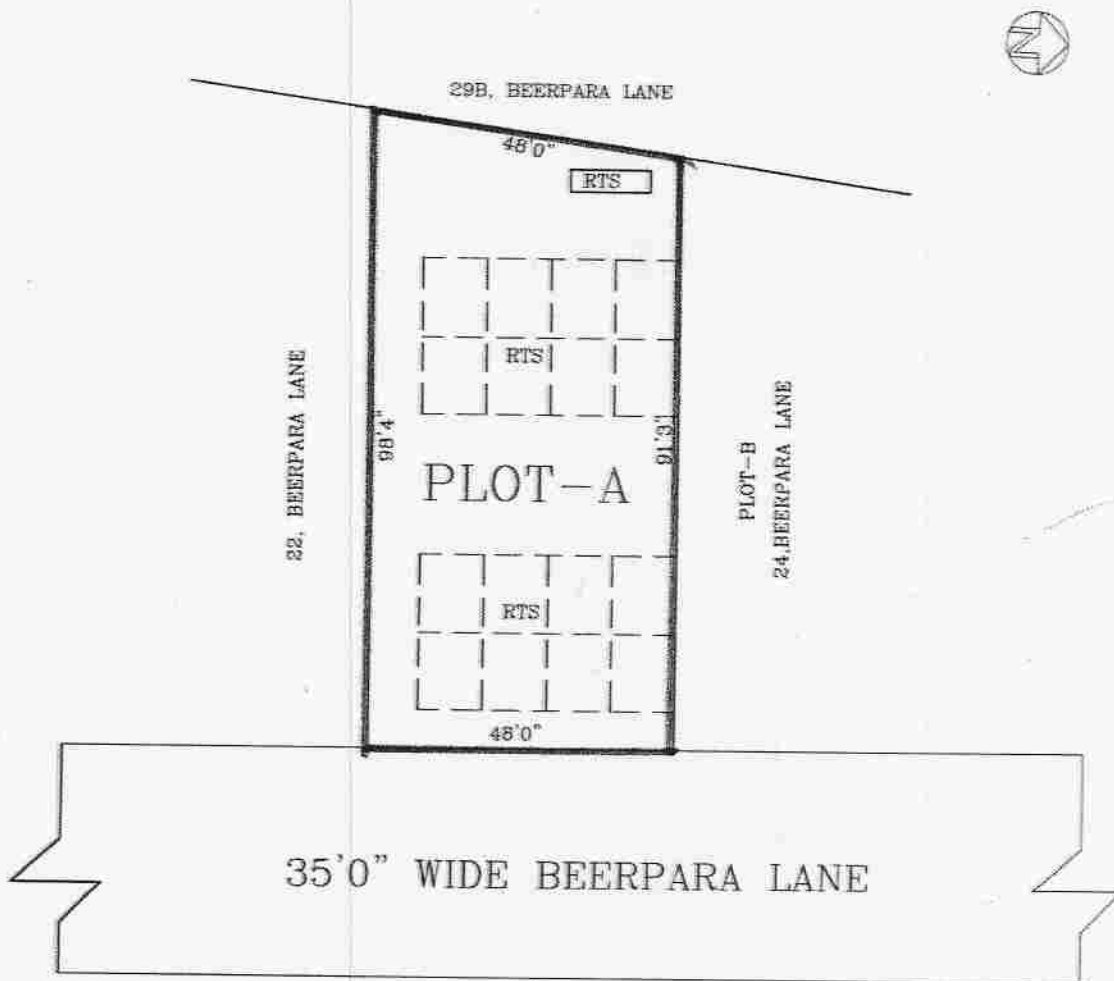 N
29B, BEERPARA LANE
48'0"
RTS
22, BEERPARA LANE
98'4"
RTS
91'3"
PLOT-B
24,BEERPARA LANE
PLOT-A
RTS
48'0"
35'0" WIDE BEERPARA LANE